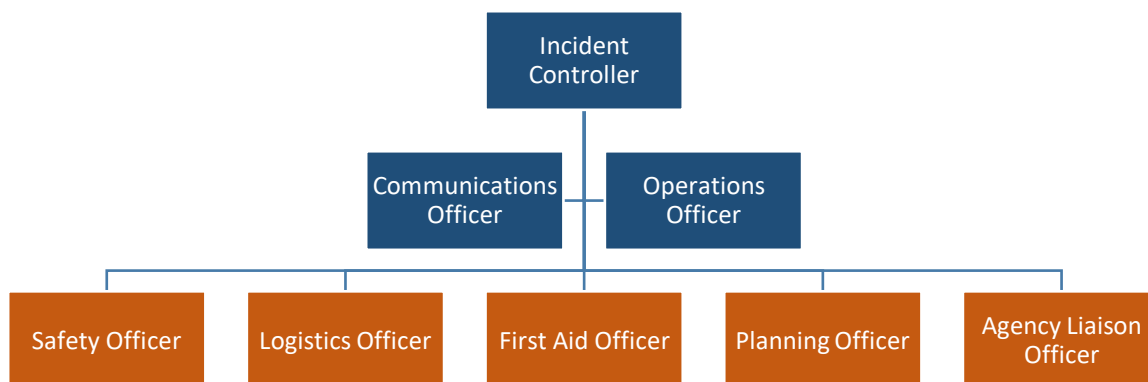 Incident
Controller
Communications
Officer
Operations
Officer
Safety Officer
Logistics Officer
First Aid Officer
Planning Officer
Agency Liaison
Officer